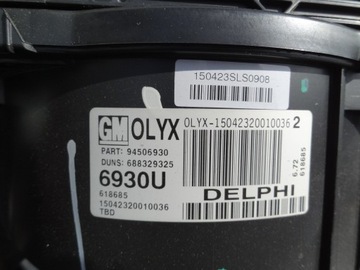 150423SLS0908
GM OLYX OLYX-15042320010036 2
PART: 94506930
DUNS: 688329325
6930U
618685
15042320010036
TBD
DELPHI
6.72
618685